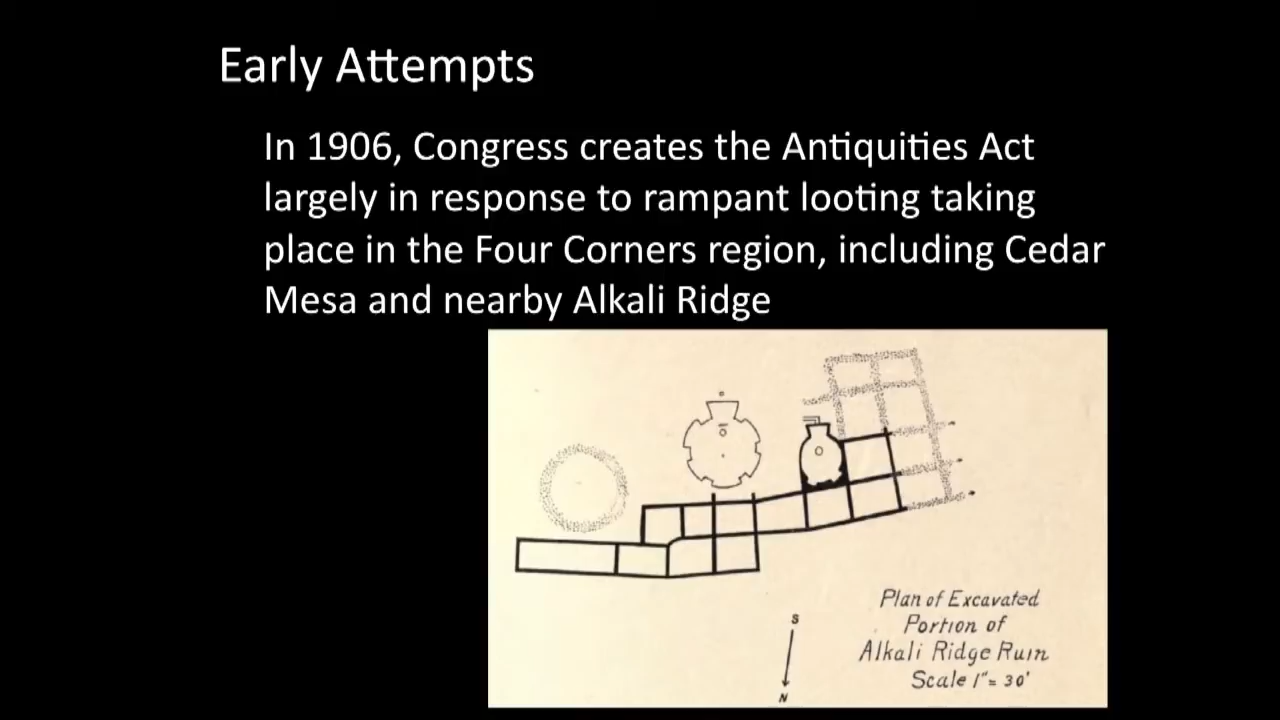 Early Attempts
In 1906, Congress creates the Antiquities Act
largely in response to rampant looting taking
place in the Four Corners region, including Cedar
Mesa and nearby Alkali Ridge
S
N
Plan of Excavated
Portion of
Alkali Ridge Ruin
Scale 1"= 30'